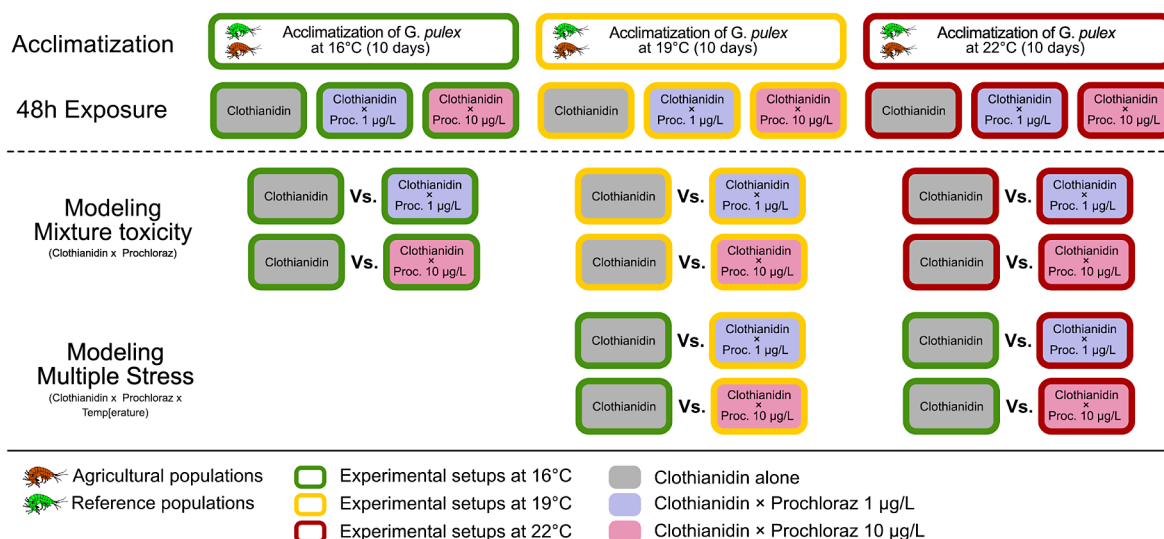 Acclimatization
Acclimation of G. pulex
at 16°C (10 days)
Acclimatization of G. pulex
at 19°C (10 days)
Acclimatization of G. pulex
at 22°C (10 days)
48h Exposure
Clothianidin
Clothianidin
×
Proc. 1 µg/L
Clothianidin
×
Proc. 10 µg/L
Clothianidin
Clothianidin
×
Proc. 1 µg/L
Clothianidin
×
Proc. 10 µg/L
Clothianidin
Clothianidin
×
Proc. 1 µg/L
Clothianidin
×
Proc. 10 µg/L
Modeling
Mixture toxicity
(Clothianidin x Prochloraz)
Clothianidin
Vs.
Clothianidin
×
Proc. 1 µg/L
Clothianidin
Vs.
Clothianidin
×
Proc. 1 µg/L
Clothianidin
Vs.
Clothianidin
×
Proc. 1 µg/L
Clothianidin
Vs.
Clothianidin
×
Proc. 10 µg/L
Clothianidin
Vs.
Clothianidin
×
Proc. 10 µg/L
Clothianidin
Vs.
Clothianidin
×
Proc. 10 µg/L
Modeling
Multiple Stress
(Clothianidin x Prochloraz x
Temp[erature)
Clothianidin
Vs.
Clothianidin
×
Proc. 1 µg/L
Clothianidin
Vs.
Clothianidin
×
Proc. 1 µg/L
Clothianidin
Vs.
Clothianidin
×
Proc. 10 µg/L
Clothianidin
Vs.
Clothianidin
×
Proc. 10 µg/L
Agricultural populations
Reference populations
Experimental setups at 16°C
Experimental setups at 19°C
Experimental setups at 22°C
Clothianidin alone
Clothianidin × Prochloraz 1 µg/L
Clothianidin × Prochloraz 10 µg/L